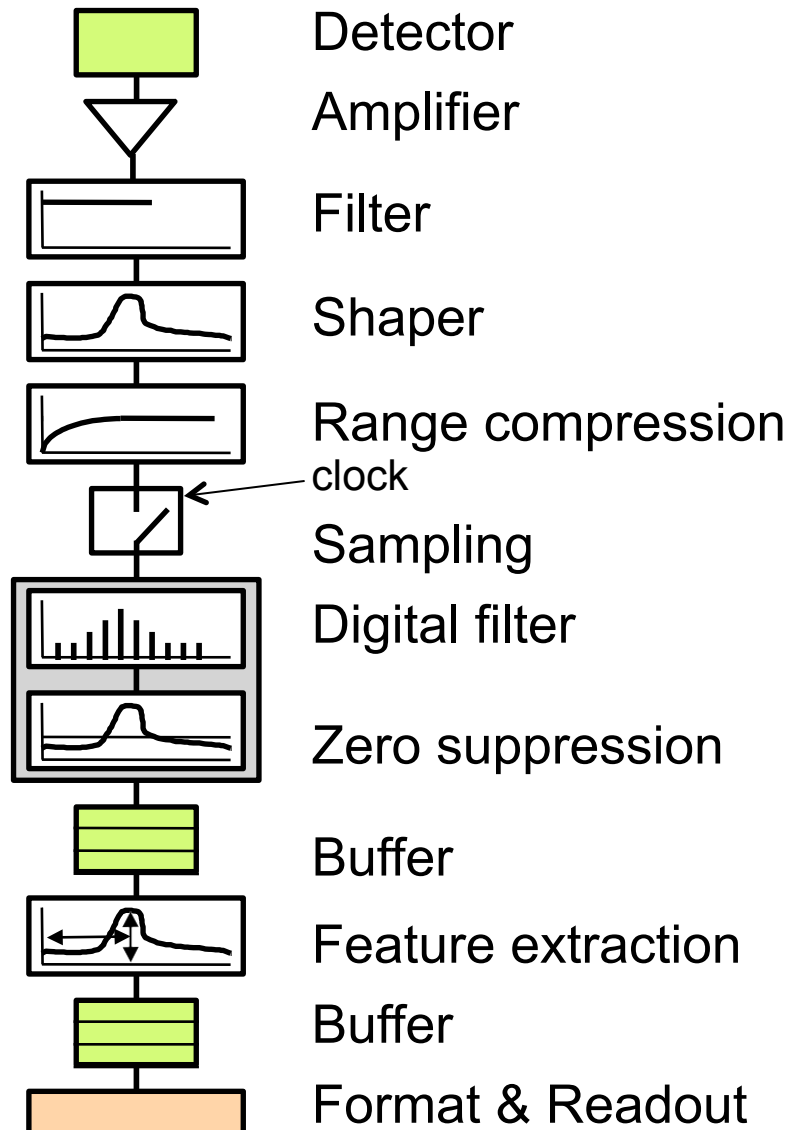 Detector
Amplifier
Filter
Shaper
Range compression
clock
Sampling
Digital filter
Zero suppression
Buffer
Feature extraction
Buffer
Format & Readout